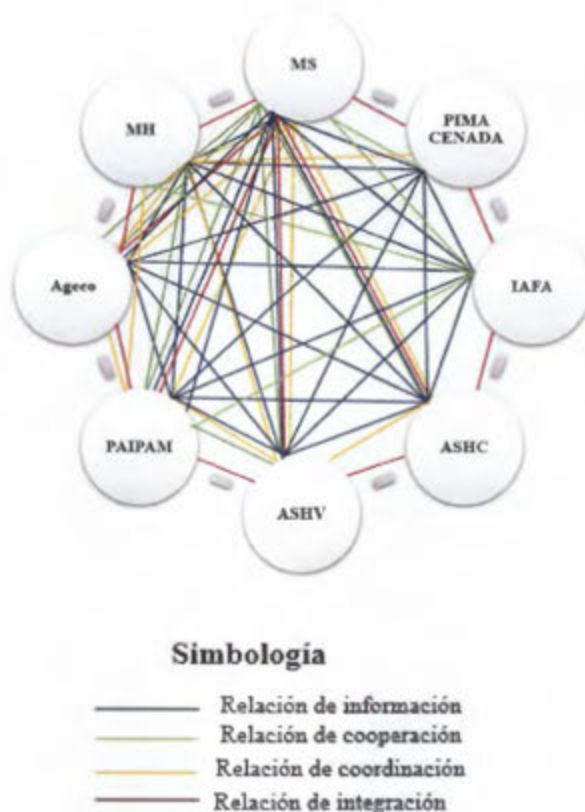 MS
MH
PIMA
CENADA
Ageco
IAFA
PAIPAM
ASHC
ASHV
Simbología
Relación de información
Relación de cooperación
Relación de coordinación
Relación de integración